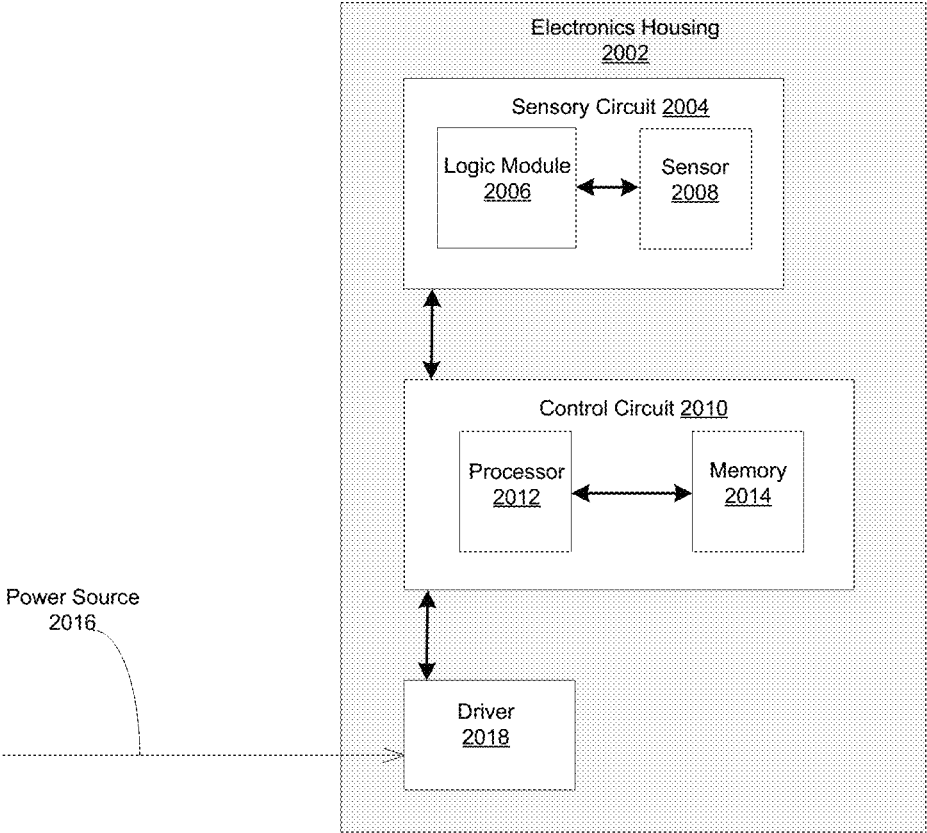 Electronics Housing
2002
Sensory Circuit 2004
Logic Module
2006
Sensor
2008
Control Circuit 2010
Processor
2012
Memory
2014
Power Source
2016
Driver
2018